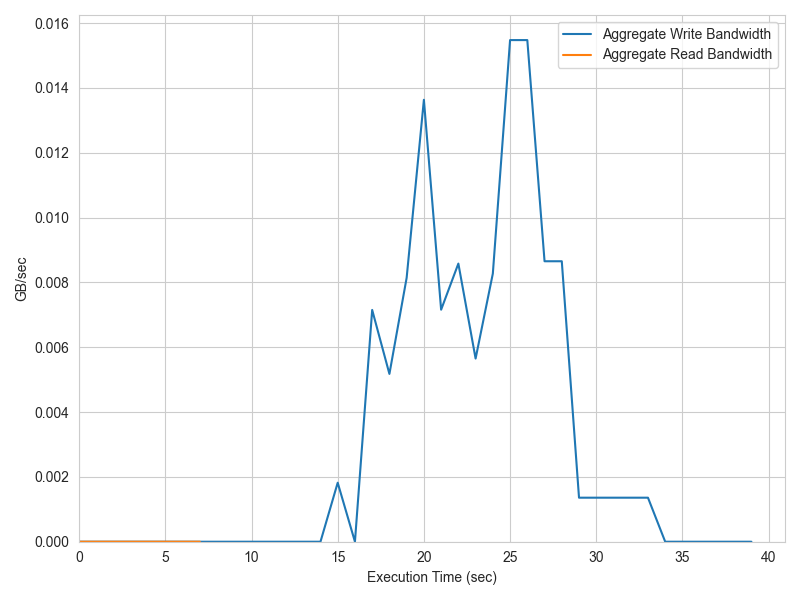 Aggregate Write Bandwidth
Aggregate Read Bandwidth
GB/sec
0.016
0.014
0.012
0.010
0.008
0.006
0.004
0.002
0.000
0 5 10 15 20 25 30 35 40
Execution Time (sec)